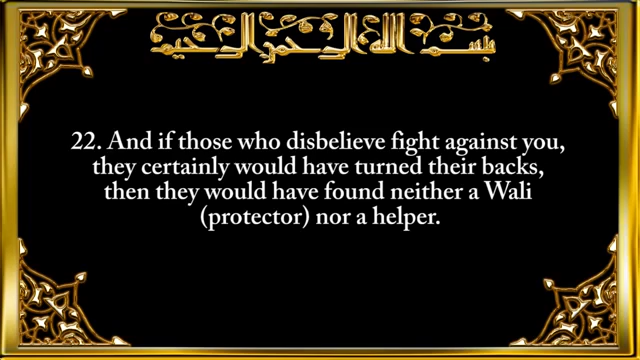 بسم الله الرحمن الرحيم
22. And if those who disbelieve fight against you,
they certainly would have turned their backs,
then they would have found neither a Wali
(protector) nor a helper.